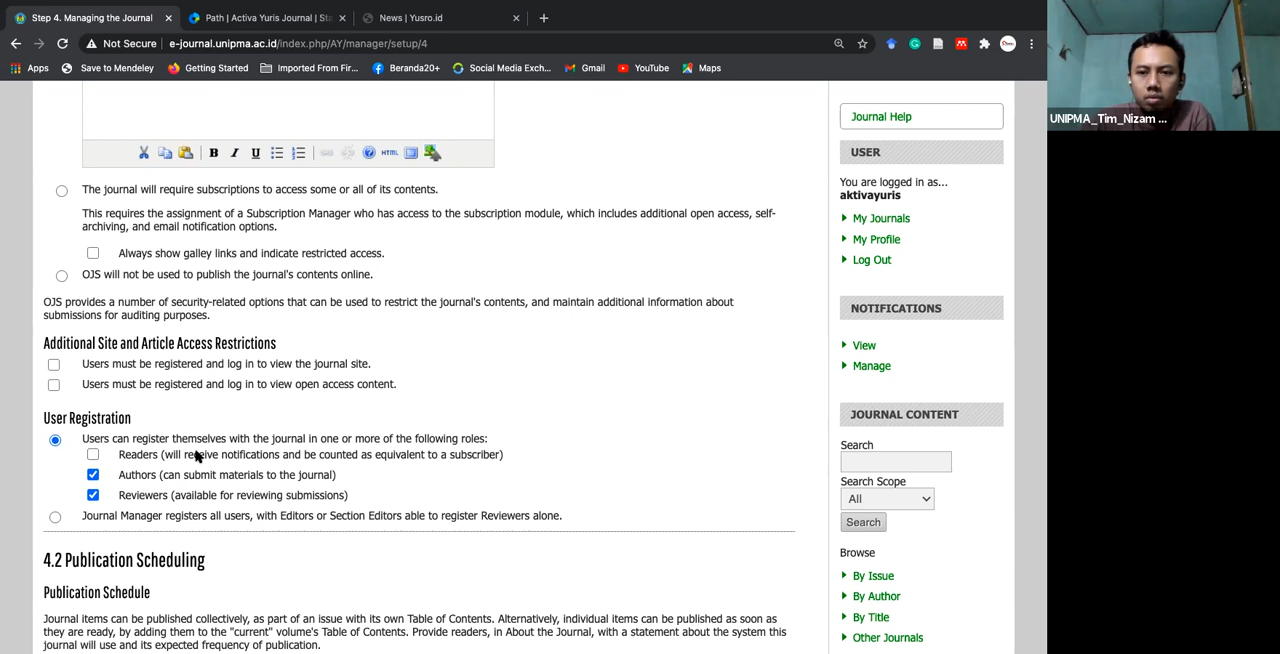 Step 4. Managing the Journal
Path | Activa Yuris Journal | Sta
News | Yusro.id
Not Secure | e-journal.unipma.ac.id/index.php/AY/manager/setup/4
Apps
Save to Mendeley
Getting Started
Imported From Fir...
Beranda20+
Social Media Exch...
Gmail
YouTube
Maps
HTML
The journal will require subscriptions to access some or all of its contents.
This requires the assignment of a Subscription Manager who has access to the subscription module, which includes additional open access, self-
archiving, and email notification options.
Always show galley links and indicate restricted access.
OJS will not be used to publish the journal's contents online.
OJS provides a number of security-related options that can be used to restrict the journal's contents, and maintain additional information about
submissions for auditing purposes.
Additional Site and Article Access Restrictions
Users must be registered and log in to view the journal site.
Users must be registered and log in to view open access content.
User Registration
Users can register themselves with the journal in one or more of the following roles:
Readers (will receive notifications and be counted as equivalent to a subscriber)
Authors (can submit materials to the journal)
Reviewers (available for reviewing submissions)
Journal Manager registers all users, with Editors or Section Editors able to register Reviewers alone.
4.2 Publication Scheduling
Publication Schedule
Journal items can be published collectively, as part of an issue with its own Table of Contents. Alternatively, individual items can be published as soon as
they are ready, by adding them to the "current" volume's Table of Contents. Provide readers, in About the Journal, with a statement about the system this
journal will use and its expected frequency of publication.
Journal Help
USER
You are logged in as...
aktivayuris
My Journals
My Profile
Log Out
NOTIFICATIONS
View
Manage
JOURNAL CONTENT
Search
Search Scope
All
Search
Browse
By Issue
By Author
By Title
Other Journals
UNIPMA_Tim_Nizam ...